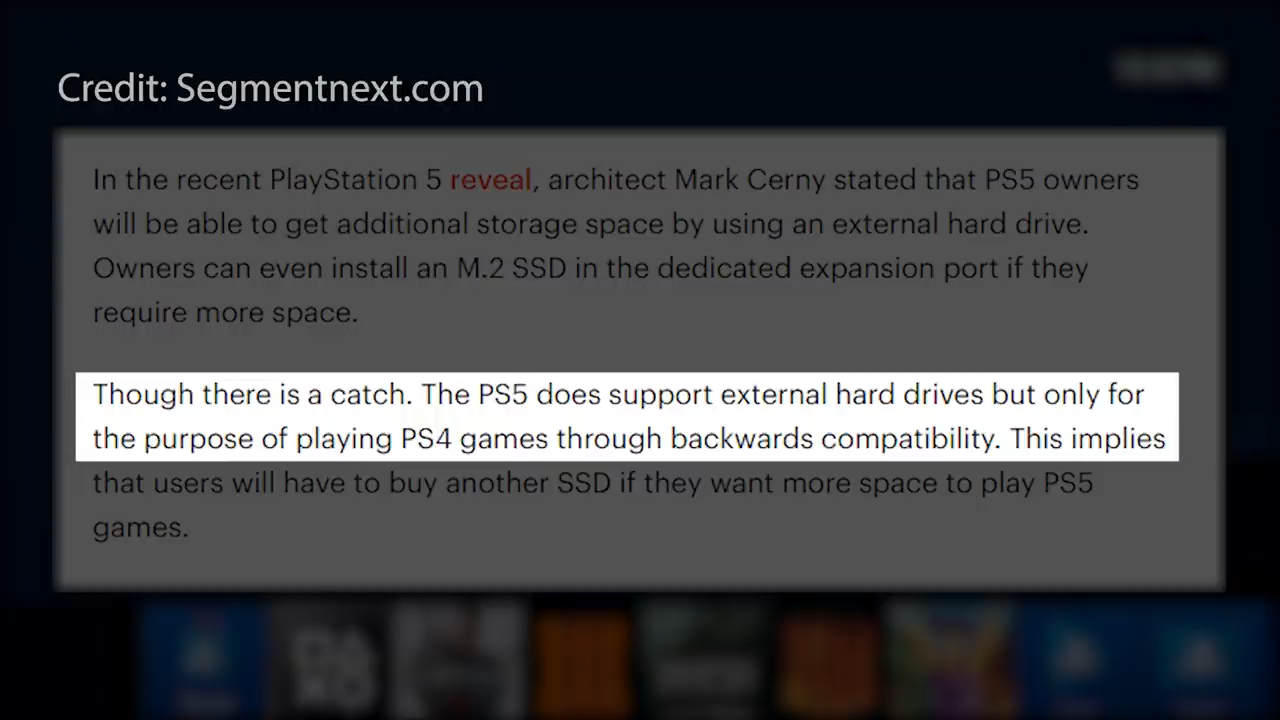 Credit: Segmentnext.com
In the recent PlayStation 5 reveal, architect Mark Cerny stated that PS5 owners
will be able to get additional storage space by using an external hard drive.
Owners can even install an M.2 SSD in the dedicated expansion port if they
require more space.
Though there is a catch. The PS5 does support external hard drives but only for
the purpose of playing PS4 games through backwards compatibility. This implies
that users will have to buy another SSD if they want more space to play PS5
games.